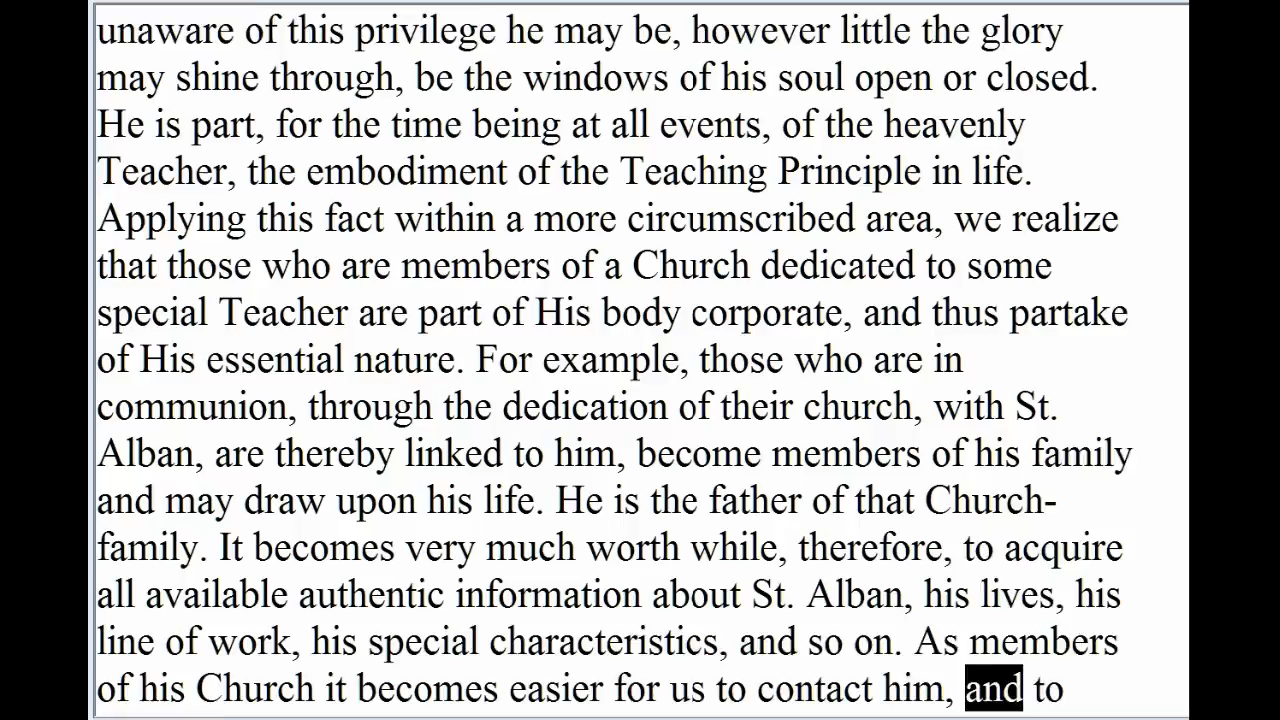 unaware of this privilege he may be, however little the glory
may shine through, be the windows of his soul open or closed.
He is part, for the time being at all events, of the heavenly
Teacher, the embodiment of the Teaching Principle in life.
Applying this fact within a more circumscribed area, we realize
that those who are members of a Church dedicated to some
special Teacher are part of His body corporate, and thus partake
of His essential nature. For example, those who are in
communion, through the dedication of their church, with St.
Alban, are thereby linked to him, become members of his family
and may draw upon his life. He is the father of that Church-
family. It becomes very much worth while, therefore, to acquire
all available authentic information about St. Alban, his lives, his
line of work, his special characteristics, and so on. As members
of his Church it becomes easier for us to contact him, and to